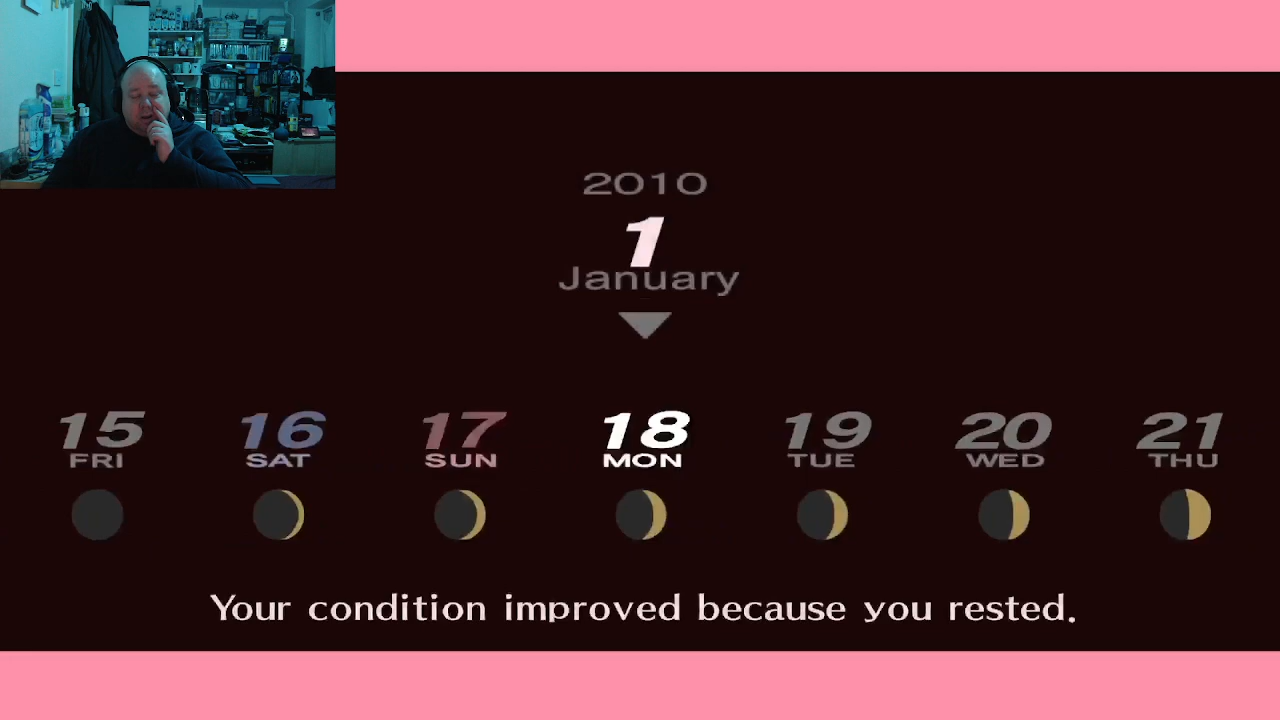 2010
1
January
15 16 17 18 19 20 21
FRI SAT SUN MON TUE WED THU
Your condition improved because you rested.